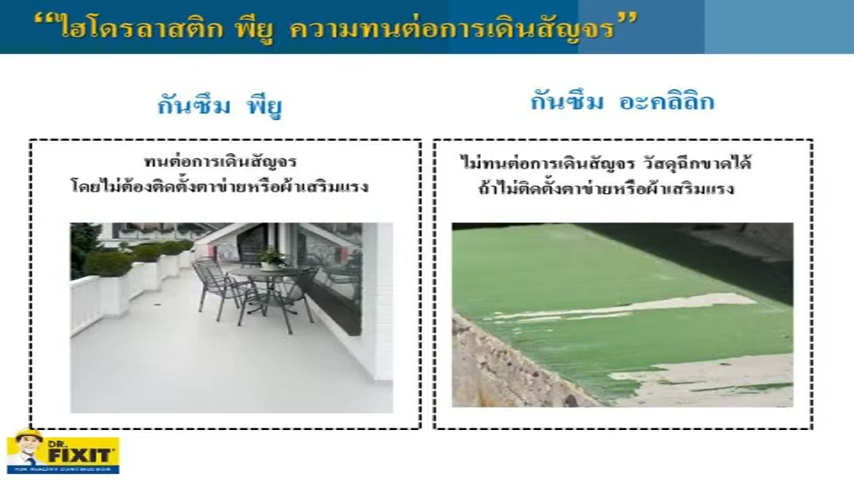 “ไฮโดรลาสติก พียู ความทนต่อการเดินสัญจร”
กันซึม พียู
ทนต่อการเดินสัญจร
โดยไม่ต้องติดตั้งตาข่ายหรือผ้าเสริมแรง
กันซึม อะคลิลิก
ไม่ทนต่อการเดินสัญจร วัสดุฉีกขาดได้
ถ้าไม่ติดตั้งตาข่ายหรือผ้าเสริมแรง
DR.
FIXIT
FOR HEALTHY CONSTRUCTION